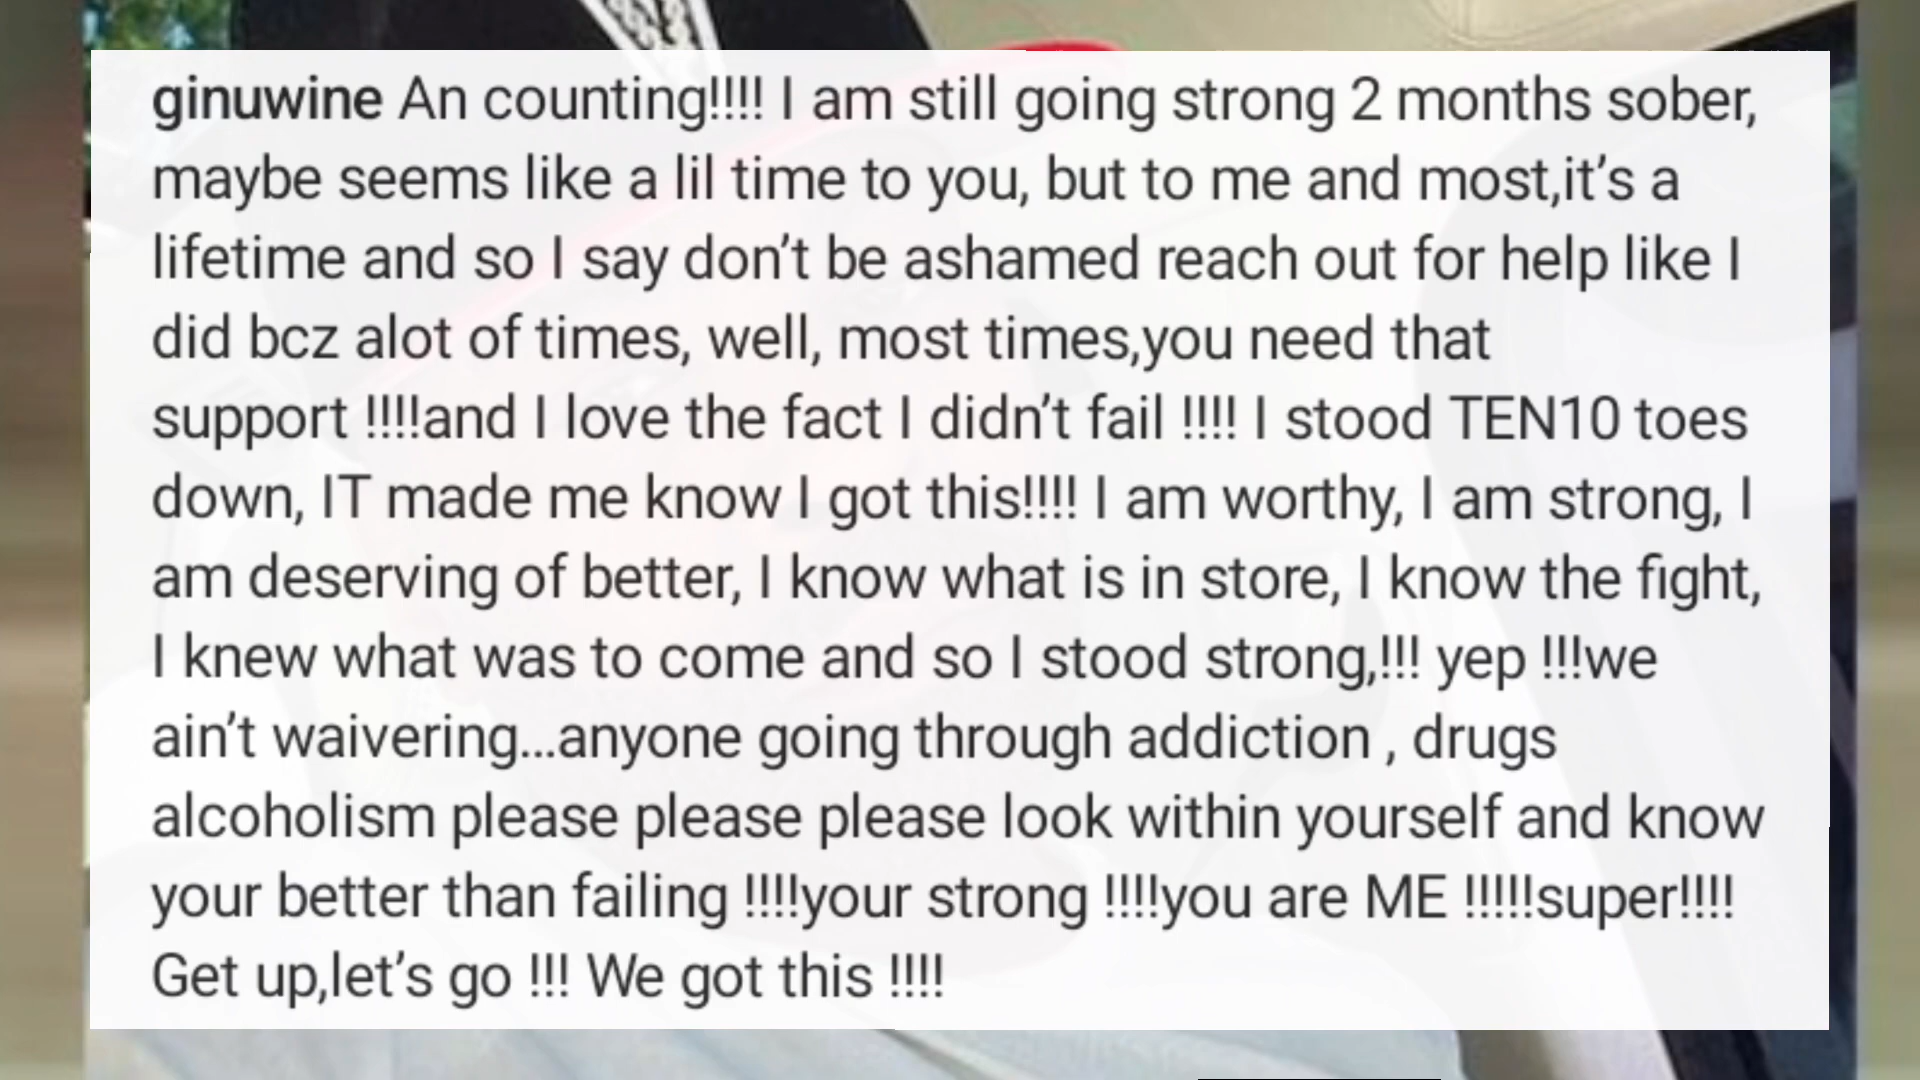 ginuwine An counting!!!! I am still going strong 2 months sober,
maybe seems like a lil time to you, but to me and most,it's a
lifetime and so I say don't be ashamed reach out for help like I
did bcz alot of times, well, most times,you need that
support !!!!and I love the fact I didn't fail !!!! I stood TEN10 toes
down, IT made me know I got this!!!! I am worthy, I am strong, I
am deserving of better, I know what is in store, I know the fight,
I knew what was to come and so I stood strong,!!! yep !!!we
ain't waivering...anyone going through addiction , drugs
alcoholism please please please look within yourself and know
your better than failing !!!!your strong !!!!you are ME !!!!!super!!!!
Get up,let's go !!! We got this !!!!